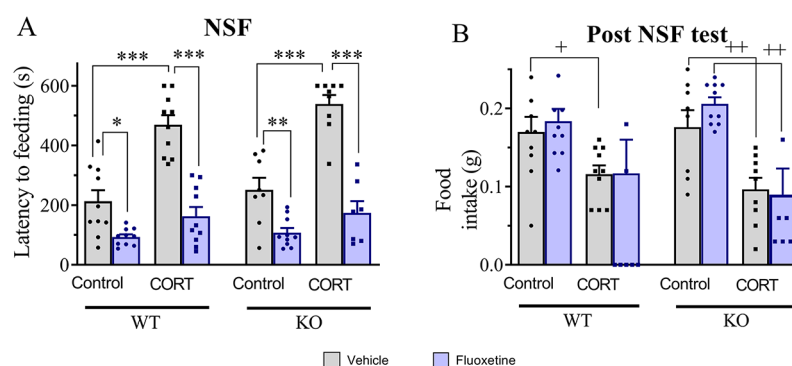 A
NSF
Latency to feeding (s)
600
400
200
0
***
***
***
***
*
**
Control
CORT
Control
CORT
WT
KO
B
Post NSF test
Food
intake (g)
0.2
0.1
0.0
+
++
++
Control
CORT
Control
CORT
WT
KO
Vehicle
Fluoxetine